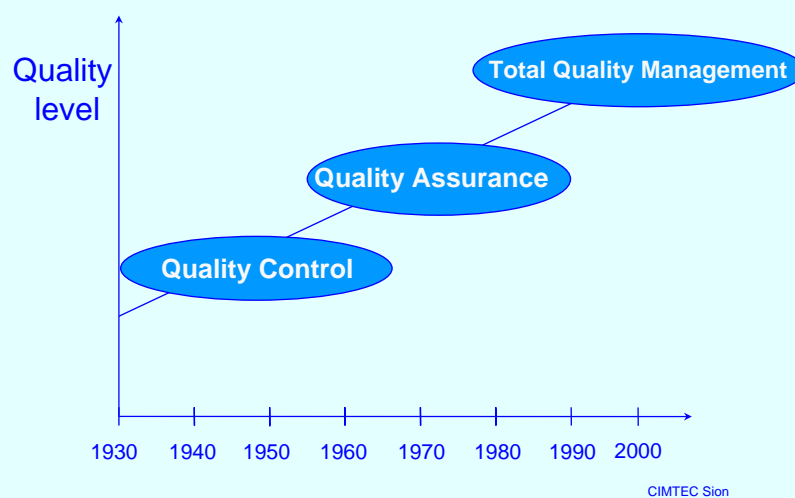 Quality
level
Total Quality Management
Quality Assurance
Quality Control
1930 1940 1950 1960 1970 1980 1990 2000
CIMTEC Sion